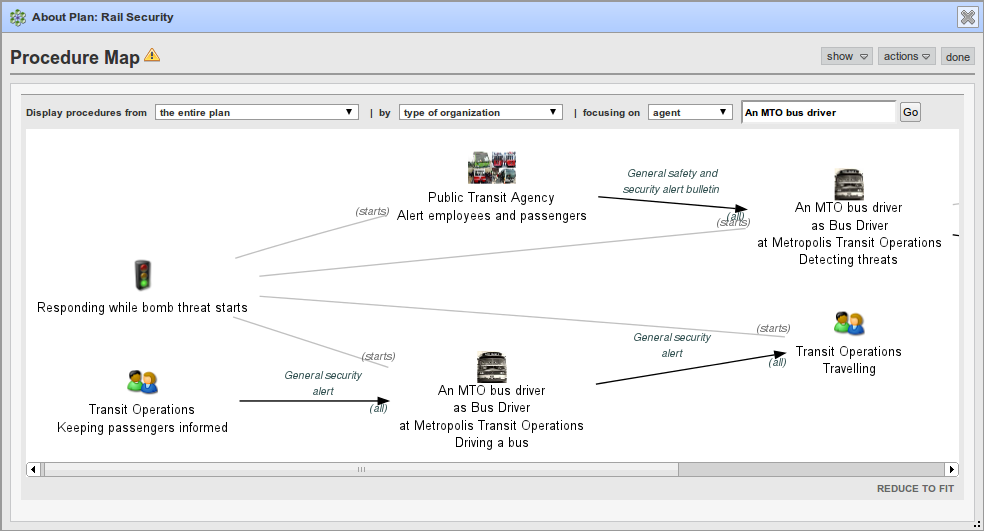 About Plan: Rail Security
Procedure Map
show
actions
done
Display procedures from
the entire plan
| by
type of organization
| focusing on
agent
An MTO bus driver
Go
General safety and
security alert bulletin
Public Transit Agency
Alert employees and passengers
(starts)
(all)
(starts)
An MTO bus driver
as Bus Driver
at Metropolis Transit Operations
Detecting threats
Responding while bomb threat starts
(starts)
General security
alert
(all)
Transit Operations
Travelling
(starts)
General security
alert
(all)
Transit Operations
Keeping passengers informed
An MTO bus driver
as Bus Driver
at Metropolis Transit Operations
Driving a bus
REDUCE TO FIT